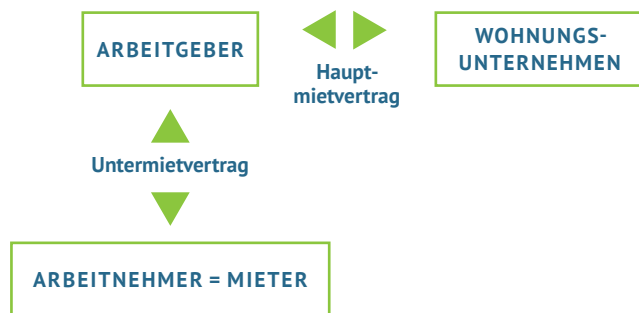 ARBEITGEBER
Haupt-
mietvertrag
WOHNUNGS-
UNTERNEHMEN
Untermietvertrag
ARBEITNEHMER = MIETER